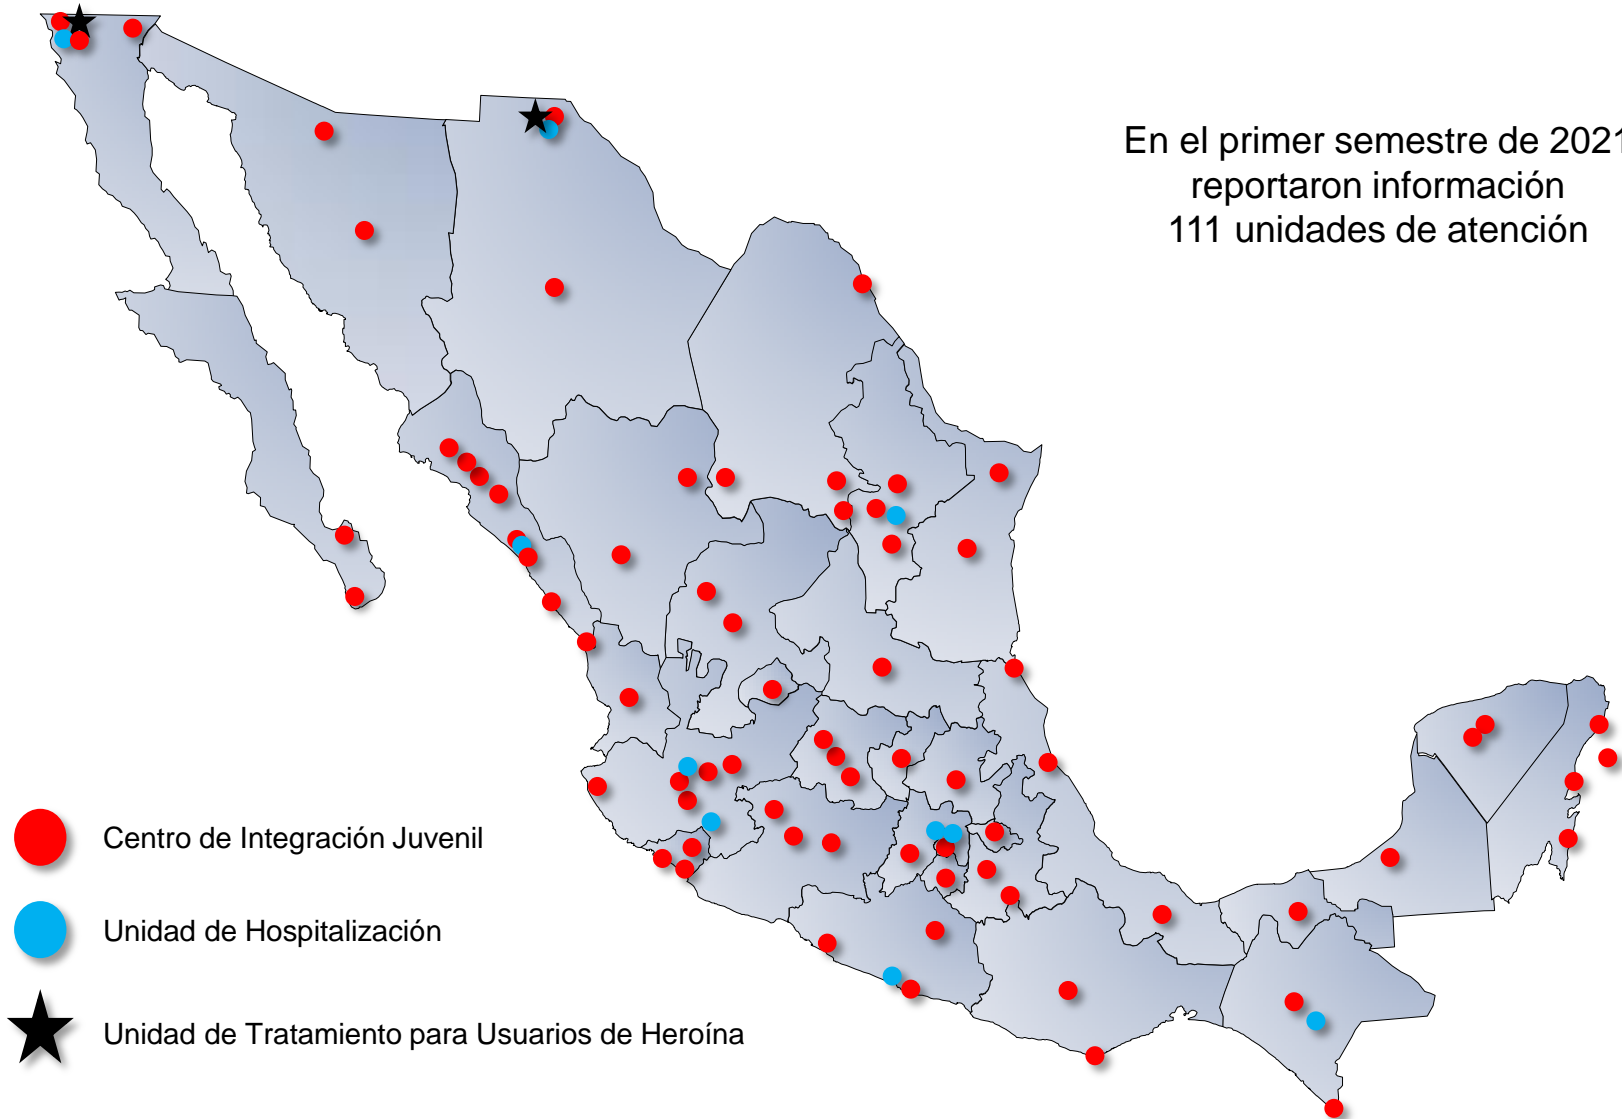 En el primer semestre de 2021
reportaron información
111 unidades de atención
Centro de Integración Juvenil
Unidad de Hospitalización
Unidad de Tratamiento para Usuarios de Heroína